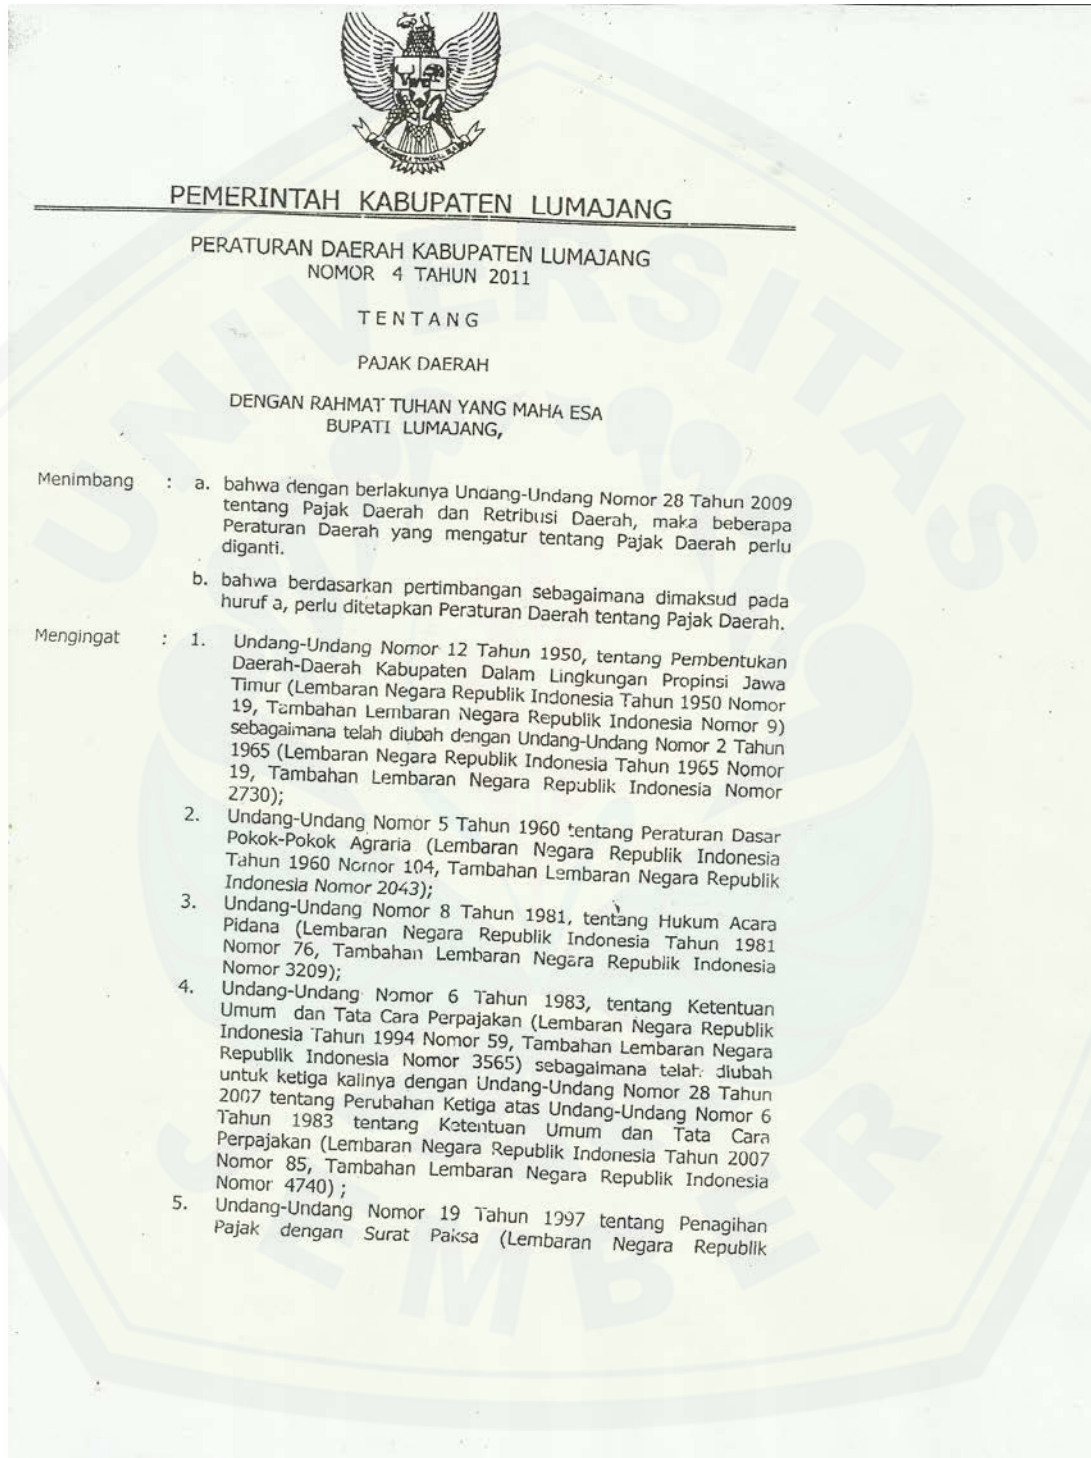 PEMERINTAH KABUPATEN LUMAJANG
PERATURAN DAERAH KABUPATEN LUMAJANG
NOMOR 4 TAHUN 2011
TENTANG
PAJAK DAERAH
DENGAN RAHMAT TUHAN YANG MAHA ESA
BUPATI LUMAJANG,
Menimbang : a. bahwa dengan berlakunya Undang-Undang Nomor 28 Tahun 2009
tentang Pajak Daerah dan Retribusi Daerah, maka beberapa
Peraturan Daerah yang mengatur tentang Pajak Daerah perlu
diganti.
b. bahwa berdasarkan pertimbangan sebagaimana dimaksud pada
huruf a, perlu ditetapkan Peraturan Daerah tentang Pajak Daerah.
Mengingat : 1. Undang-Undang Nomor 12 Tahun 1950, tentang Pembentukan
Daerah-Daerah Kabupaten Dalam Lingkungan Propinsi Jawa
Timur (Lembaran Negara Republik Indonesia Tahun 1950 Nomor
19, Tambahan Lembaran Negara Republik Indonesia Nomor 9)
sebagaimana telah diubah dengan Undang-Undang Nomor 2 Tahun
1965 (Lembaran Negara Republik Indonesia Tahun 1965 Nomor
19, Tambahan Lembaran Negara Republik Indonesia Nomor
2730);
2. Undang-Undang Nomor 5 Tahun 1960 tentang Peraturan Dasar
Pokok-Pokok Agraria (Lembaran Negara Republik Indonesia
Tahun 1960 Nomor 104, Tambahan Lembaran Negara Republik
Indonesia Nomor 2043);
3. Undang-Undang Nomor 8 Tahun 1981, tentang Hukum Acara
Pidana (Lembaran Negara Republik Indonesia Tahun 1981
Nomor 76, Tambahan Lembaran Negara Republik Indonesia
Nomor 3209);
4. Undang-Undang Nomor 6 Tahun 1983, tentang Ketentuan
Umum dan Tata Cara Perpajakan (Lembaran Negara Republik
Indonesia Tahun 1994 Nomor 59, Tambahan Lembaran Negara
Republik Indonesia Nomor 3565) sebagaimana telah diubah
untuk ketiga kalinya dengan Undang-Undang Nomor 28 Tahun
2007 tentang Perubahan Ketiga atas Undang-Undang Nomor 6
Tahun 1983 tentang Ketentuan Umum dan Tata Cara
Perpajakan (Lembaran Negara Republik Indonesia Tahun 2007
Nomor 85, Tambahan Lembaran Negara Republik Indonesia
Nomor 4740) ;
5. Undang-Undang Nomor 19 Tahun 1997 tentang Penagihan
Pajak dengan Surat Paksa (Lembaran Negara Republik
UNIVERSITAS
JEMBER